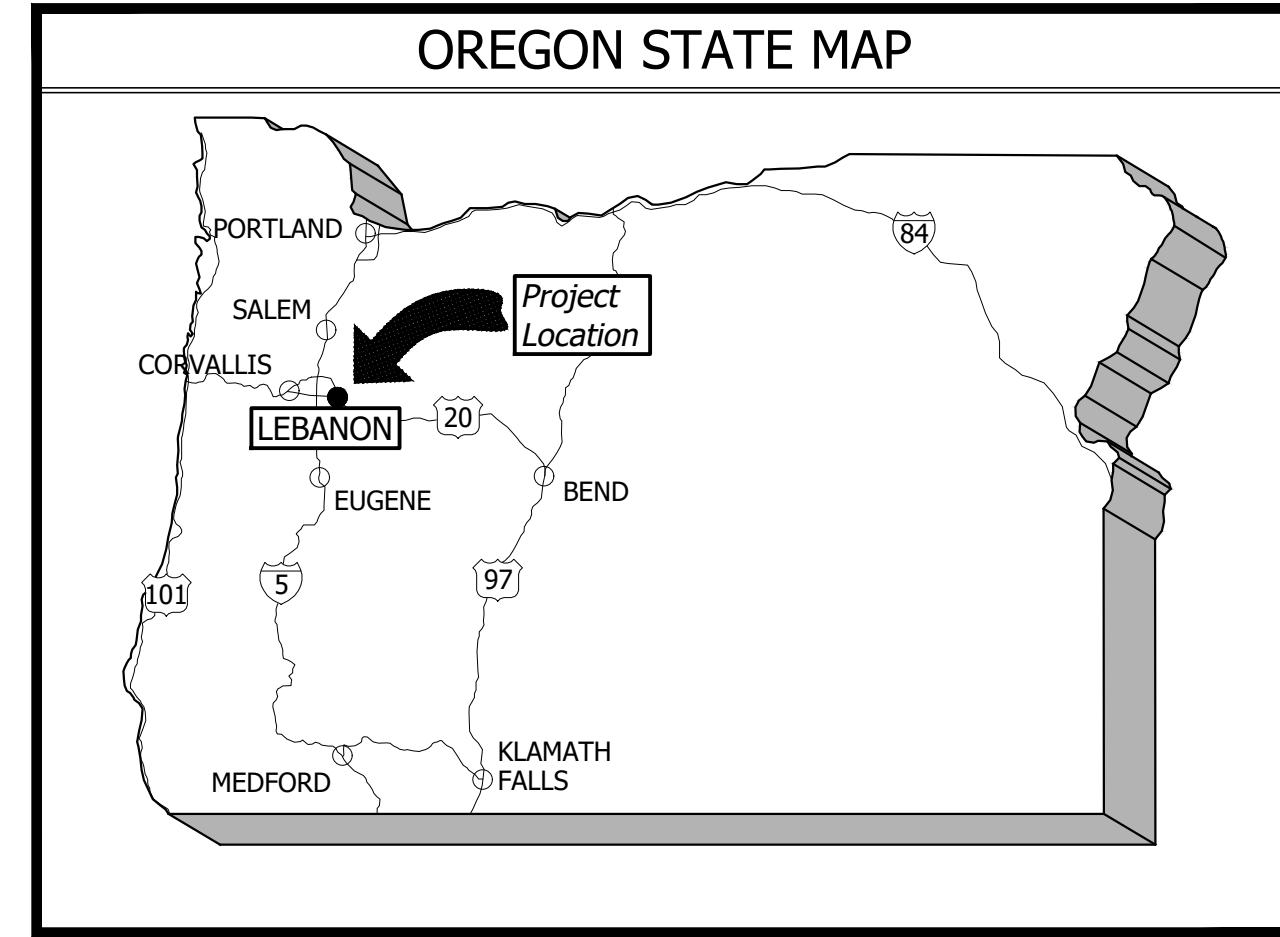 OREGON STATE MAP
PORTLAND
84
SALEM
Project
Location
CORVALLIS
20
LEBANON
EUGENE
BEND
101
5
97
MEDFORD
KLAMATH
FALLS